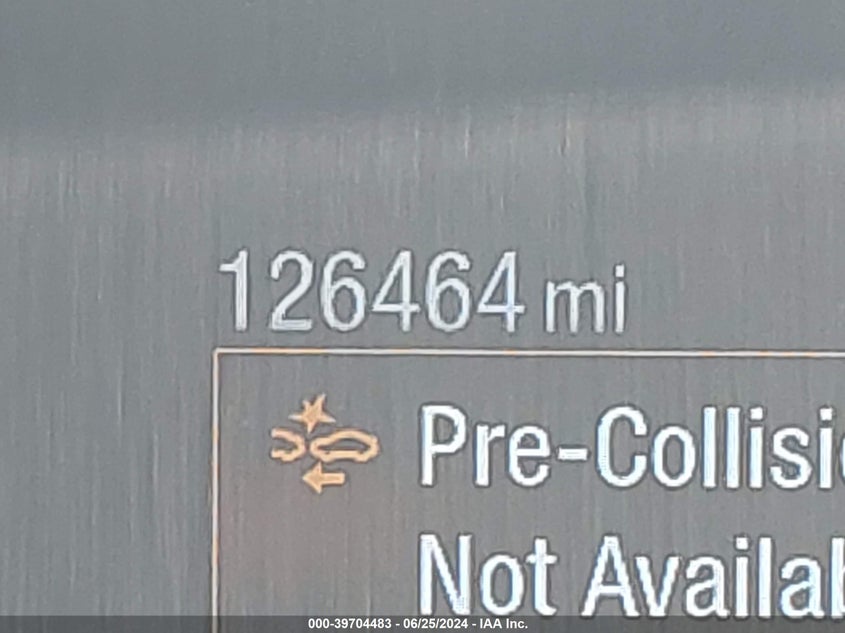 126464 mi
Pre-Collisi
Not Availab
000-39704483 - 06/25/2024 - IAA Inc.